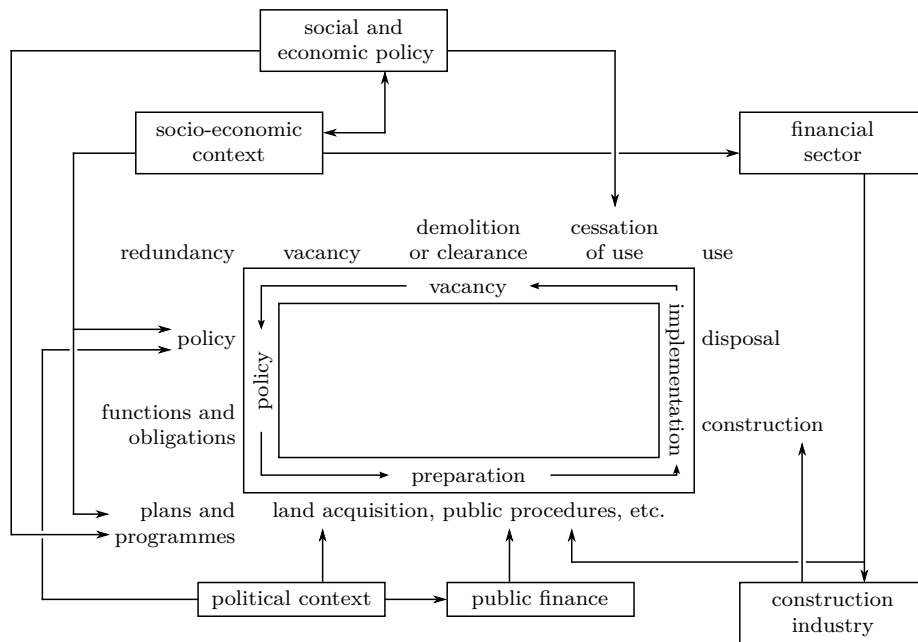 social and
economic policy
socio-economic
context
financial
sector
demolition
or clearance
cessation
of use
redundancy
vacancy
use
vacancy
implementation
policy
policy
disposal
functions and
obligations
construction
preparation
plans and
programmes
land acquisition, public procedures, etc.
political context
public finance
construction
industry